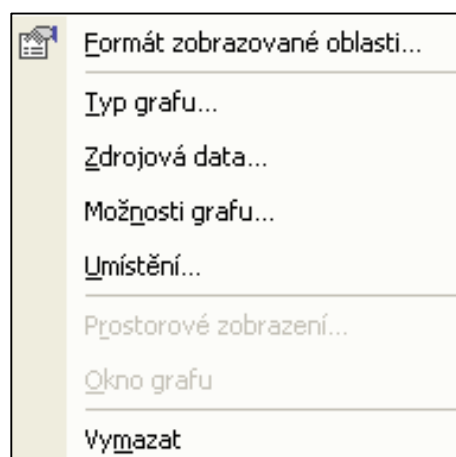 Formát zobrazované oblasti...
Typ grafu...
Zdrojová data...
Možnosti grafu...
Umístění...
Prostorové zobrazení...
Okno grafu
Vymazat